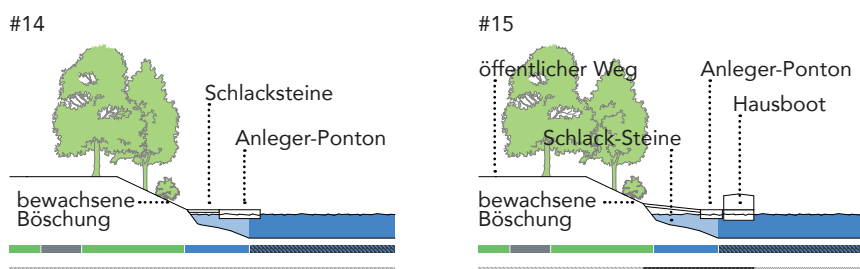 #14
Schlacksteine
Anleger-Ponton
bewachsene
Böschung
#15
öffentlicher Weg
Anleger-Ponton
Hausboot
Schlack-Steine
bewachsene
Böschung